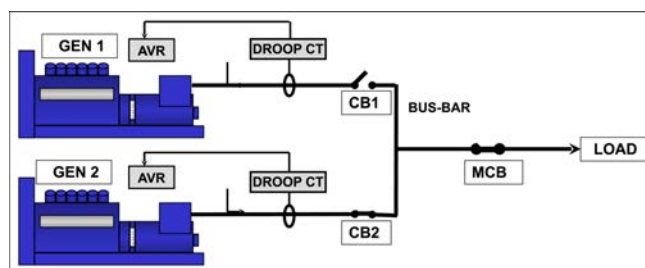 GEN 1
AVR
DROOP CT
CB1
BUS-BAR
MCB
LOAD
GEN 2
AVR
DROOP CT
CB2